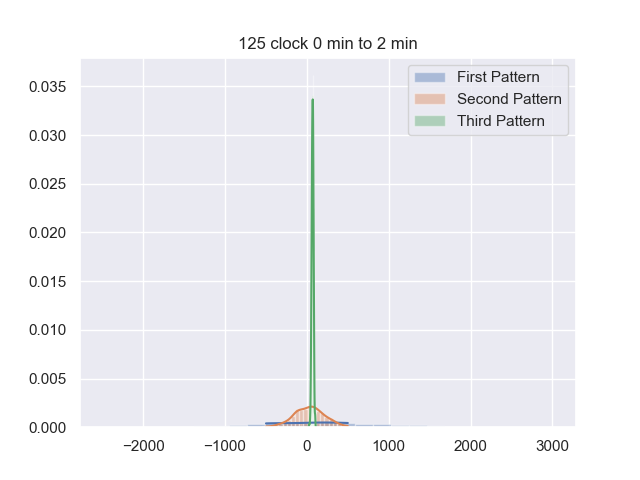 125 clock 0 min to 2 min
First Pattern
Second Pattern
Third Pattern
0.035
0.030
0.025
0.020
0.015
0.010
0.005
0.000
−2000 −1000 0 1000 2000 3000